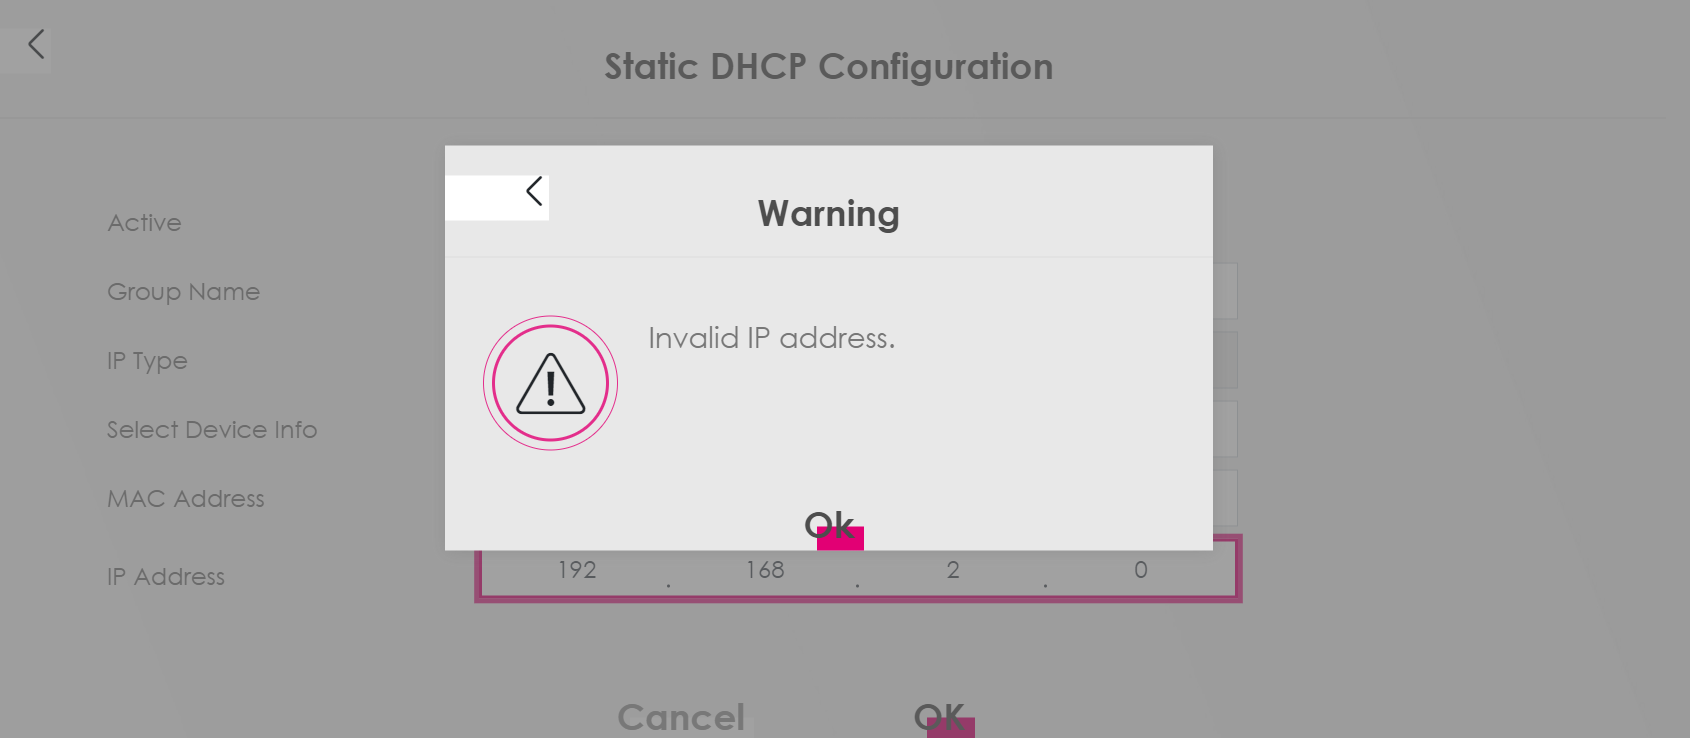 Static DHCP Configuration
Warning
Active
Group Name
Invalid IP address.
IP Type
Select Device Info
MAC Address
Ok
IP Address 192 . 168 . 2 . 0
Cancel OK